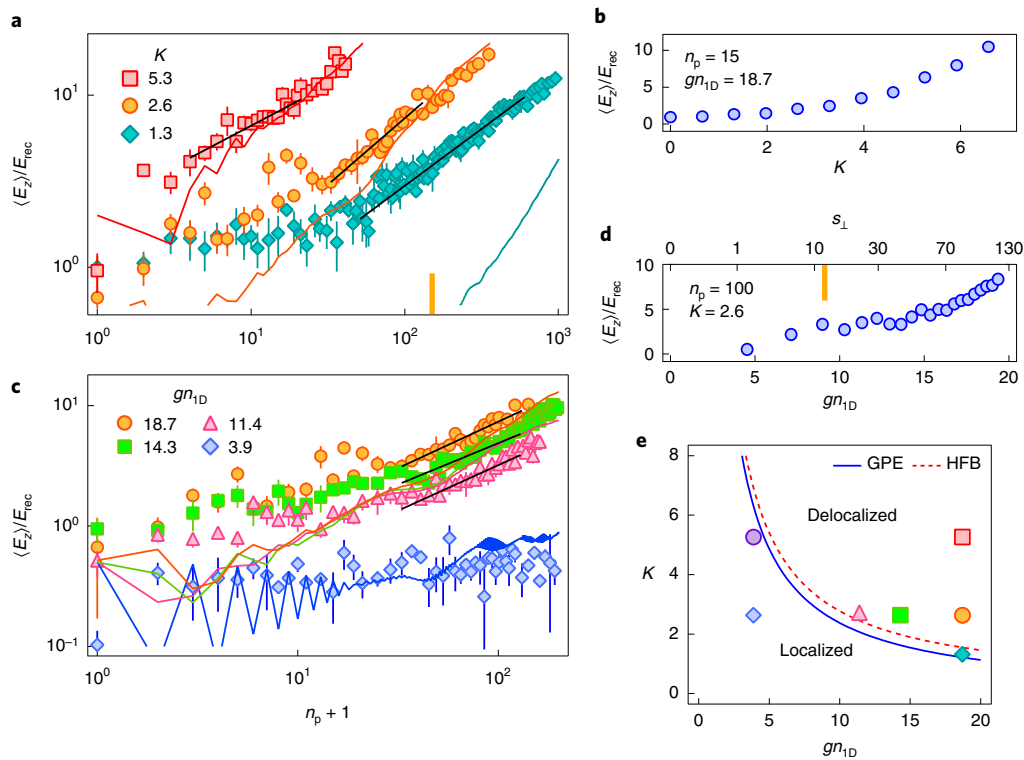 a
K
5.3
2.6
1.3
⟨E_z⟩/E_rec
10^1
10^0
10^0
10^1
10^2
10^3
b
n_p = 15
gn_1D = 18.7
⟨E_z⟩/E_rec
10
5
0
0
2
4
6
K
d
s_⊥
0
1
10
30
70
130
n_p = 100
K = 2.6
⟨E_z⟩/E_rec
10
5
0
0
5
10
15
20
gn_1D
c
gn_1D
18.7
11.4
14.3
3.9
⟨E_z⟩/E_rec
10^1
10^0
10^−1
10^0
10^1
10^2
n_p + 1
e
GPE
HFB
Delocalized
Localized
K
8
6
4
2
0
0
5
10
15
20
gn_1D